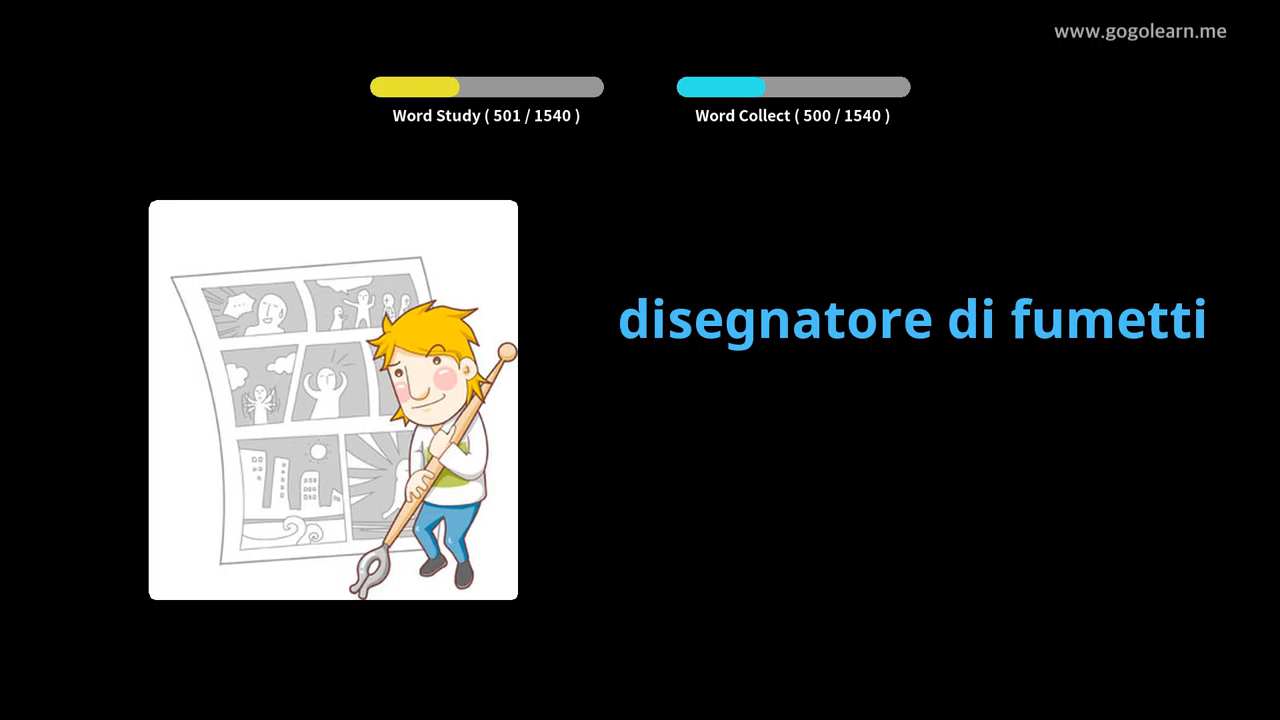 www.gogolearn.me
Word Study ( 501 / 1540 )
Word Collect ( 500 / 1540 )
disegnatore di fumetti